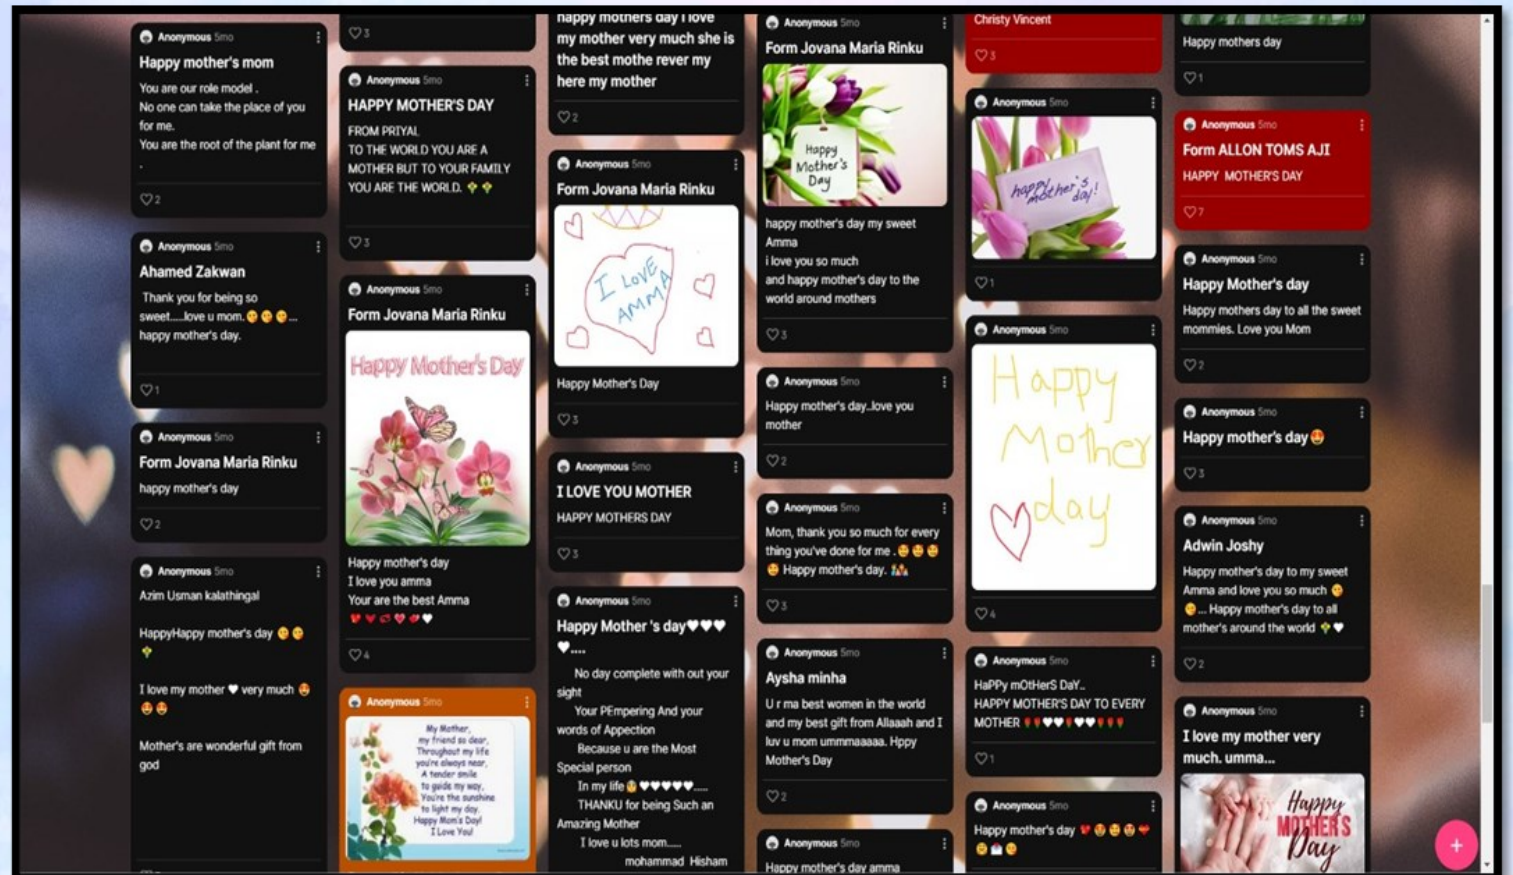 Anonymous 5mo
Happy mother's mom
You are our role model .
No one can take the place of you
for me.
You are the root of the plant for me
.
2
Anonymous 5mo
Ahamed Zakwan
Thank you for being so
sweet.....love u mom.😘😘😘...
happy mother's day.
1
Anonymous 5mo
Form Jovana Maria Rinku
happy mother's day
2
Anonymous 5mo
Azim Usman kalathingal
HappyHappy mother's day 😘😘
💐
I love my mother 🤍 very much 😍
😍😍
Mother's are wonderful gift from
god
3
Anonymous 5mo
HAPPY MOTHER'S DAY
FROM PRIYAL
TO THE WORLD YOU ARE A
MOTHER BUT TO YOUR FAMILY
YOU ARE THE WORLD. 💐💐
3
Anonymous 5mo
Form Jovana Maria Rinku
Happy Mother's Day
Happy mother's day
I love you amma
Your are the best Amma
4
Anonymous 5mo
My Mother,
my friend so dear,
Throughout my life
you're always near,
A tender smile
to guide my way,
You're the sunshine
to light my day.
Happy Mom's Day!
I Love You!
happy mothers day i love
my mother very much she is
the best mothe rever my
here my mother
2
Anonymous 5mo
Form Jovana Maria Rinku
I LOVE
AMMA
Happy Mother's Day
3
Anonymous 5mo
I LOVE YOU MOTHER
HAPPY MOTHERS DAY
3
Anonymous 5mo
Happy Mother 's day♥♥♥
♥....
No day complete with out your
sight
Your PEmpering And your
words of Appection
Because u are the Most
Special person
In my life 🥰♥♥♥♥♥.....
THANKU for being Such an
Amazing Mother
I love u lots mom.....
mohammad Hisham
Anonymous 5mo
Form Jovana Maria Rinku
Happy
Mother's
Day
happy mother's day my sweet
Amma
i love you so much
and happy mother's day to the
world around mothers
3
Anonymous 5mo
Happy mother's day..love you
mother
2
Anonymous 5mo
Mom, thank you so much for every
thing you've done for me .🥰🥰🥰
🥰 Happy mother's day.
3
Anonymous 5mo
Aysha minha
U r ma best women in the world
and my best gift from Allaaah and I
luv u mom ummmaaaaa. Hppy
Mother's Day
2
Anonymous 5mo
Happy mother's day amma
Christy Vincent
3
Anonymous 5mo
happy
mother's
day!
1
Anonymous 5mo
Happy
Mother
day
4
Anonymous 5mo
HaPPy mOtHerS DaY..
HAPPY MOTHER'S DAY TO EVERY
MOTHER
1
Anonymous 5mo
Happy mother's day
Happy mothers day
1
Anonymous 5mo
Form ALLON TOMS AJI
HAPPY MOTHER'S DAY
7
Anonymous 5mo
Happy Mother's day
Happy mothers day to all the sweet
mommies. Love you Mom
2
Anonymous 5mo
Happy mother's day😍
3
Anonymous 5mo
Adwin Joshy
Happy mother's day to my sweet
Amma and love you so much 😘
😘... Happy mother's day to all
mother's around the world 💐🤍
2
Anonymous 5mo
I love my mother very
much. umma...
Happy
MOTHER'S
Day
+